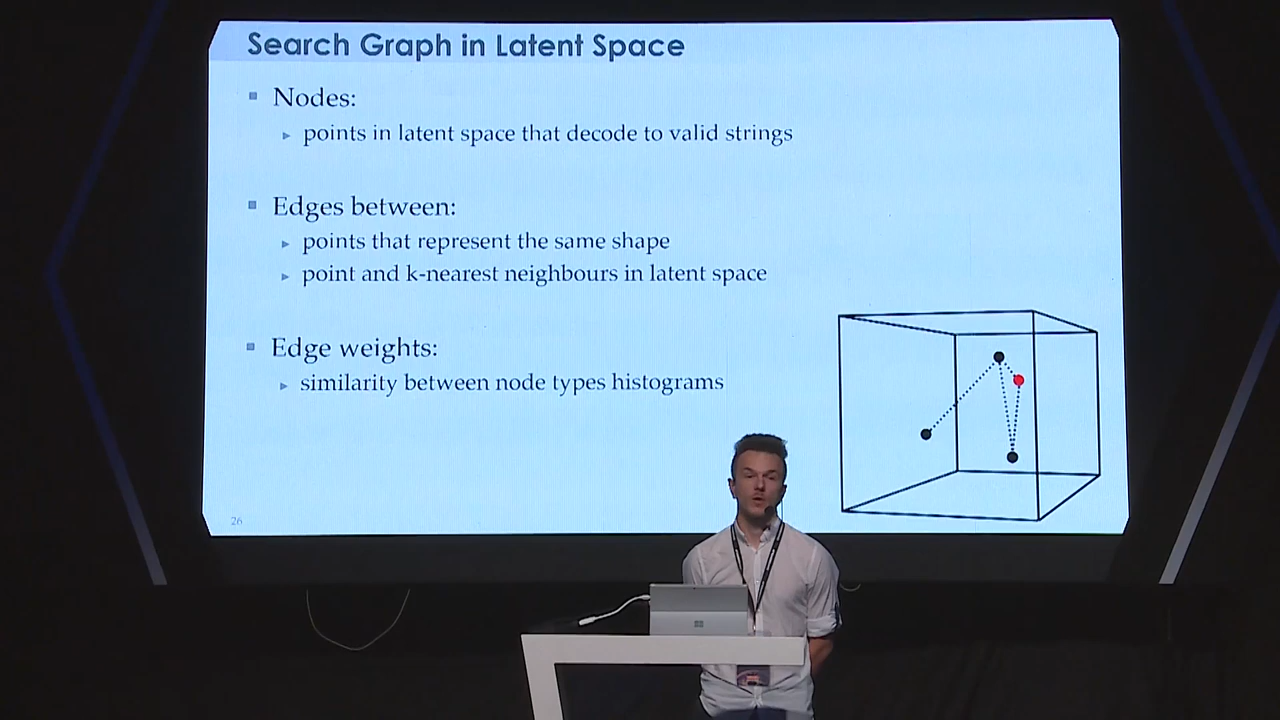 Search Graph in Latent Space
Nodes:
points in latent space that decode to valid strings
Edges between:
points that represent the same shape
point and k-nearest neighbours in latent space
Edge weights:
similarity between node types histograms
26